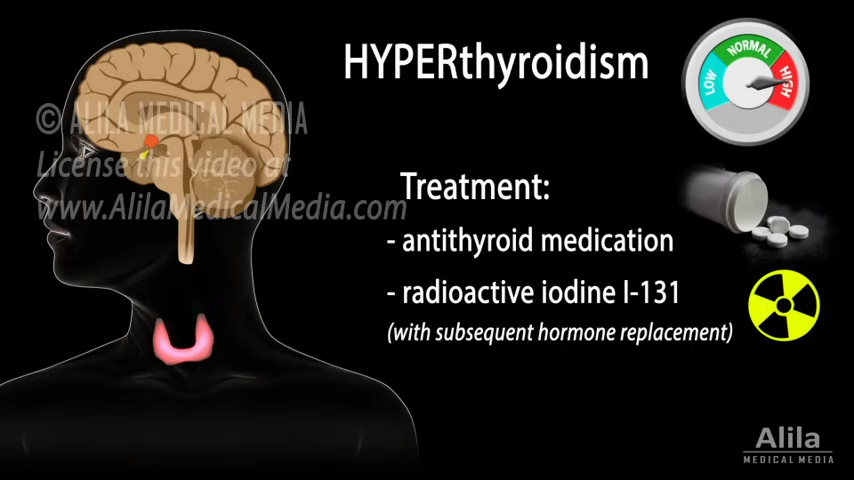 HYPERthyroidism
LOW
NORMAL
HIGH
© ALILA MEDICAL MEDIA
License this video at
www.AlilaMedicalMedia.com
Treatment:
- antithyroid medication
- radioactive iodine I-131
(with subsequent hormone replacement)
Alila
MEDICAL MEDIA